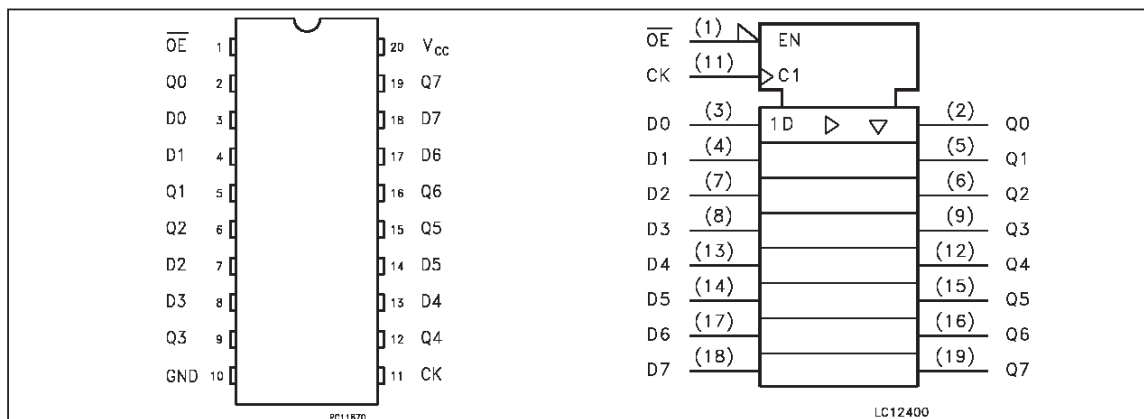 O̅E̅ 1 20 VCC
Q0 2 19 Q7
D0 3 18 D7
D1 4 17 D6
Q1 5 16 Q6
Q2 6 15 Q5
D2 7 14 D5
D3 8 13 D4
Q3 9 12 Q4
GND 10 11 CK
PC11670
O̅E̅ (1) EN
CK (11) C1
D0 (3) 1D (2) Q0
D1 (4) (5) Q1
D2 (7) (6) Q2
D3 (8) (9) Q3
D4 (13) (12) Q4
D5 (14) (15) Q5
D6 (17) (16) Q6
D7 (18) (19) Q7
LC12400